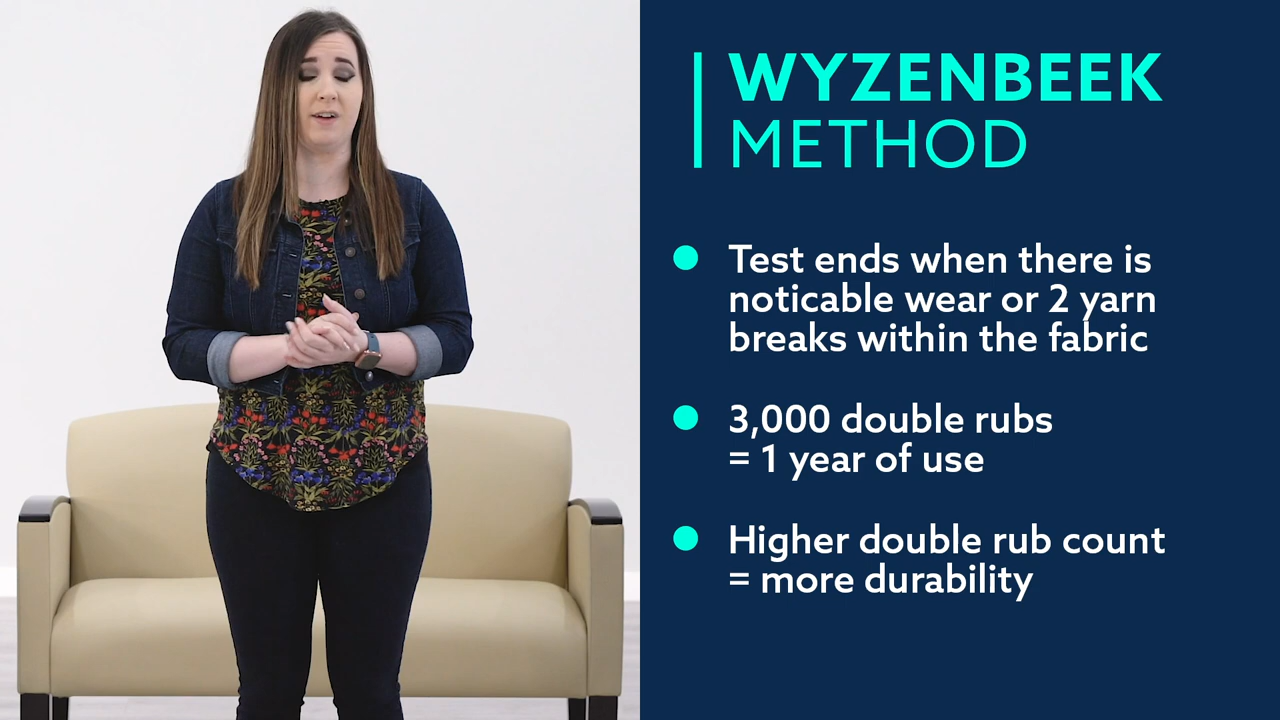 WYZENBEEK
METHOD
Test ends when there is
noticable wear or 2 yarn
breaks within the fabric
3,000 double rubs
= 1 year of use
Higher double rub count
= more durability